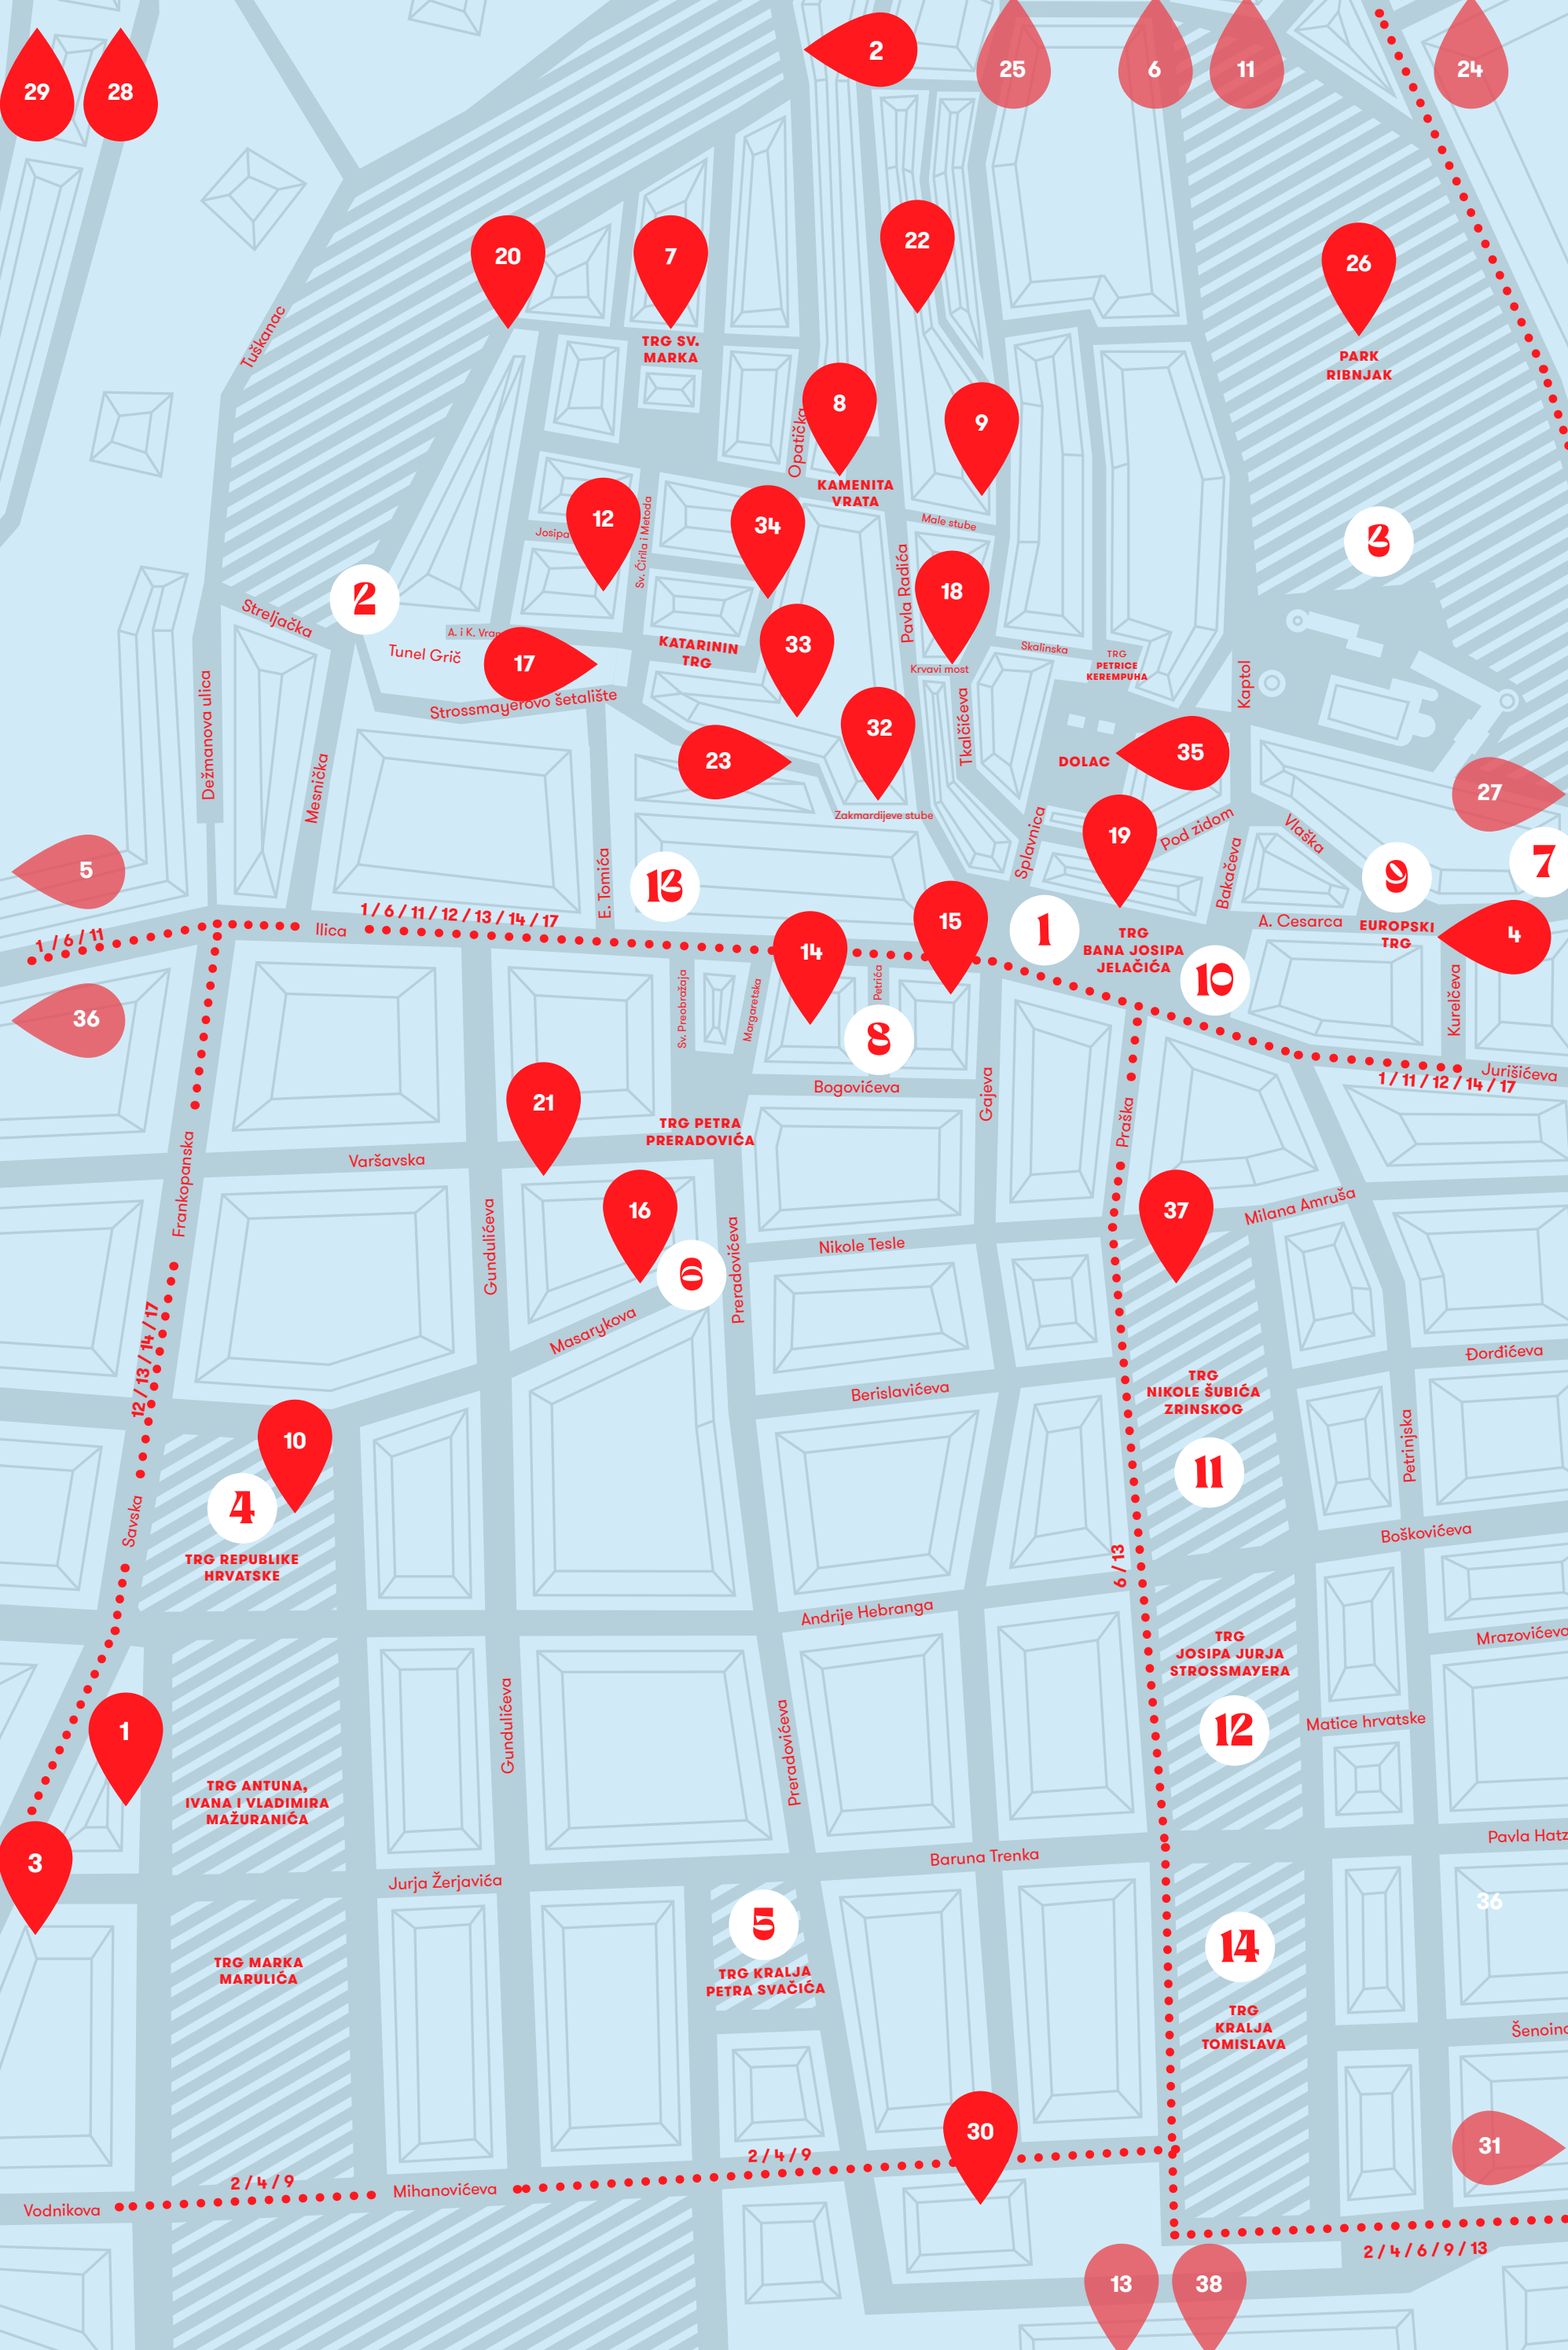 2
25
6
11
24
29
28
20
7
22
26
Tuškanac
TRG SV.
MARKA
PARK
RIBNJAK
8
9
Opatička
KAMENITA
VRATA
12
34
Josipa
Sv. Ćirila i Metoda
Male stube
3
2
Streljačka
18
Pavla Radića
A. i K. Vran
Tunel Grič
17
KATARININ
TRG
33
Skalinska
TRG
PETRICE
KEREMPUHA
Krvavi most
Kaptol
Strossmayerovo šetalište
Dežmanova ulica
Mesnička
32
Tkalčićeva
23
DOLAC
35
27
Zakmardijeve stube
Splavnica
19
Pod zidom
Vlaška
Bakačeva
5
E. Tomića
13
9
7
1 / 6 / 11
1 / 6 / 11 / 12 / 13 / 14 / 17
Ilica
14
15
1
TRG
BANA JOSIPA
JELAČIĆA
A. Cesarca
EUROPSKI
TRG
4
10
36
Sv. Preobražaja
Margaretska
Petrića
8
Kurelčeva
Jurišićeva
1 / 11 / 12 / 14 / 17
Bogovićeva
Gajeva
21
TRG PETRA
PRERADOVIĆA
Praška
Varšavska
Frankopanska
16
37
Milana Amruša
Gundulićeva
Preradovićeva
Nikole Tesle
6
Masarykova
12 / 13 / 14 / 17
Đorđićeva
Berislavićeva
TRG
NIKOLE ŠUBIĆA
ZRINSKOG
10
11
Petrinjska
4
Savska
Boškovićeva
TRG REPUBLIKE
HRVATSKE
6 / 13
Andrije Hebranga
TRG
JOSIPA JURJA
STROSSMAYERA
Mrazovićeva
1
Gundulićeva
Preradovićeva
12
Matice hrvatske
TRG ANTUNA,
IVANA I VLADIMIRA
MAŽURANIĆA
3
Pavla Hatz
Baruna Trenka
Jurja Žerjavića
36
5
14
TRG MARKA
MARULIĆA
TRG KRALJA
PETRA SVAČIĆA
TRG
KRALJA
TOMISLAVA
Šenoino
30
31
2 / 4 / 9
2 / 4 / 9
Mihanovićeva
Vodnikova
2 / 4 / 6 / 9 / 13
13
38